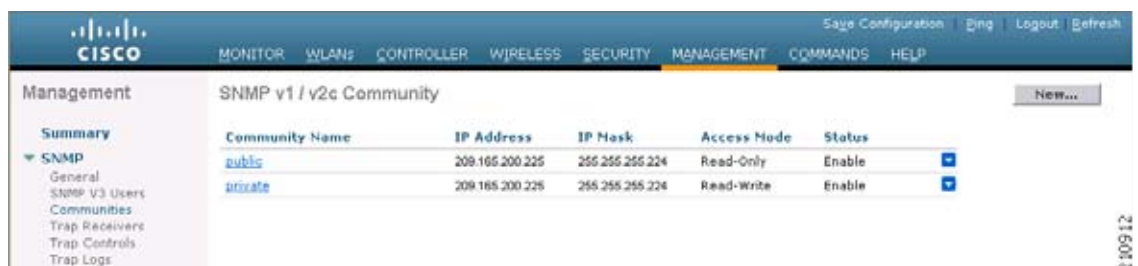 Save Configuration | Ping | Logout | Refresh
CISCO
MONITOR WLANs CONTROLLER WIRELESS SECURITY MANAGEMENT COMMANDS HELP
Management
SNMP v1 / v2c Community
New...
Summary
SNMP
General
SNMP V3 Users
Communities
Trap Receivers
Trap Controls
Trap Logs
Community Name IP Address IP Mask Access Mode Status
public 209.165.200.225 255.255.255.224 Read-Only Enable
private 209.165.200.225 255.255.255.224 Read-Write Enable
210912